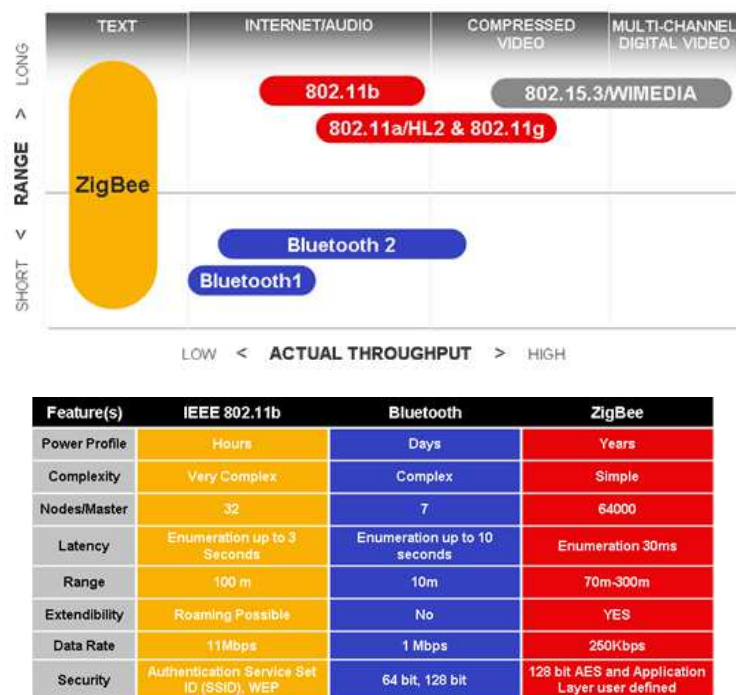 TEXT
INTERNET/AUDIO
COMPRESSED
VIDEO
MULTI-CHANNEL
DIGITAL VIDEO
SHORT < RANGE > LONG
ZigBee
802.11b
802.15.3/WIMEDIA
802.11a/HL2 & 802.11g
Bluetooth 2
Bluetooth1
LOW < ACTUAL THROUGHPUT > HIGH
Feature(s) IEEE 802.11b Bluetooth ZigBee
Power Profile Hours Days Years
Complexity Very Complex Complex Simple
Nodes/Master 32 7 64000
Latency
Enumeration up to 3
Seconds
Enumeration up to 10
seconds
Enumeration 30ms
Range 100 m 10m 70m-300m
Extendibility Roaming Possible No YES
Data Rate 11Mbps 1 Mbps 250Kbps
Security
Authentication Service Set
ID (SSID), WEP
64 bit, 128 bit
128 bit AES and Application
Layer user defined